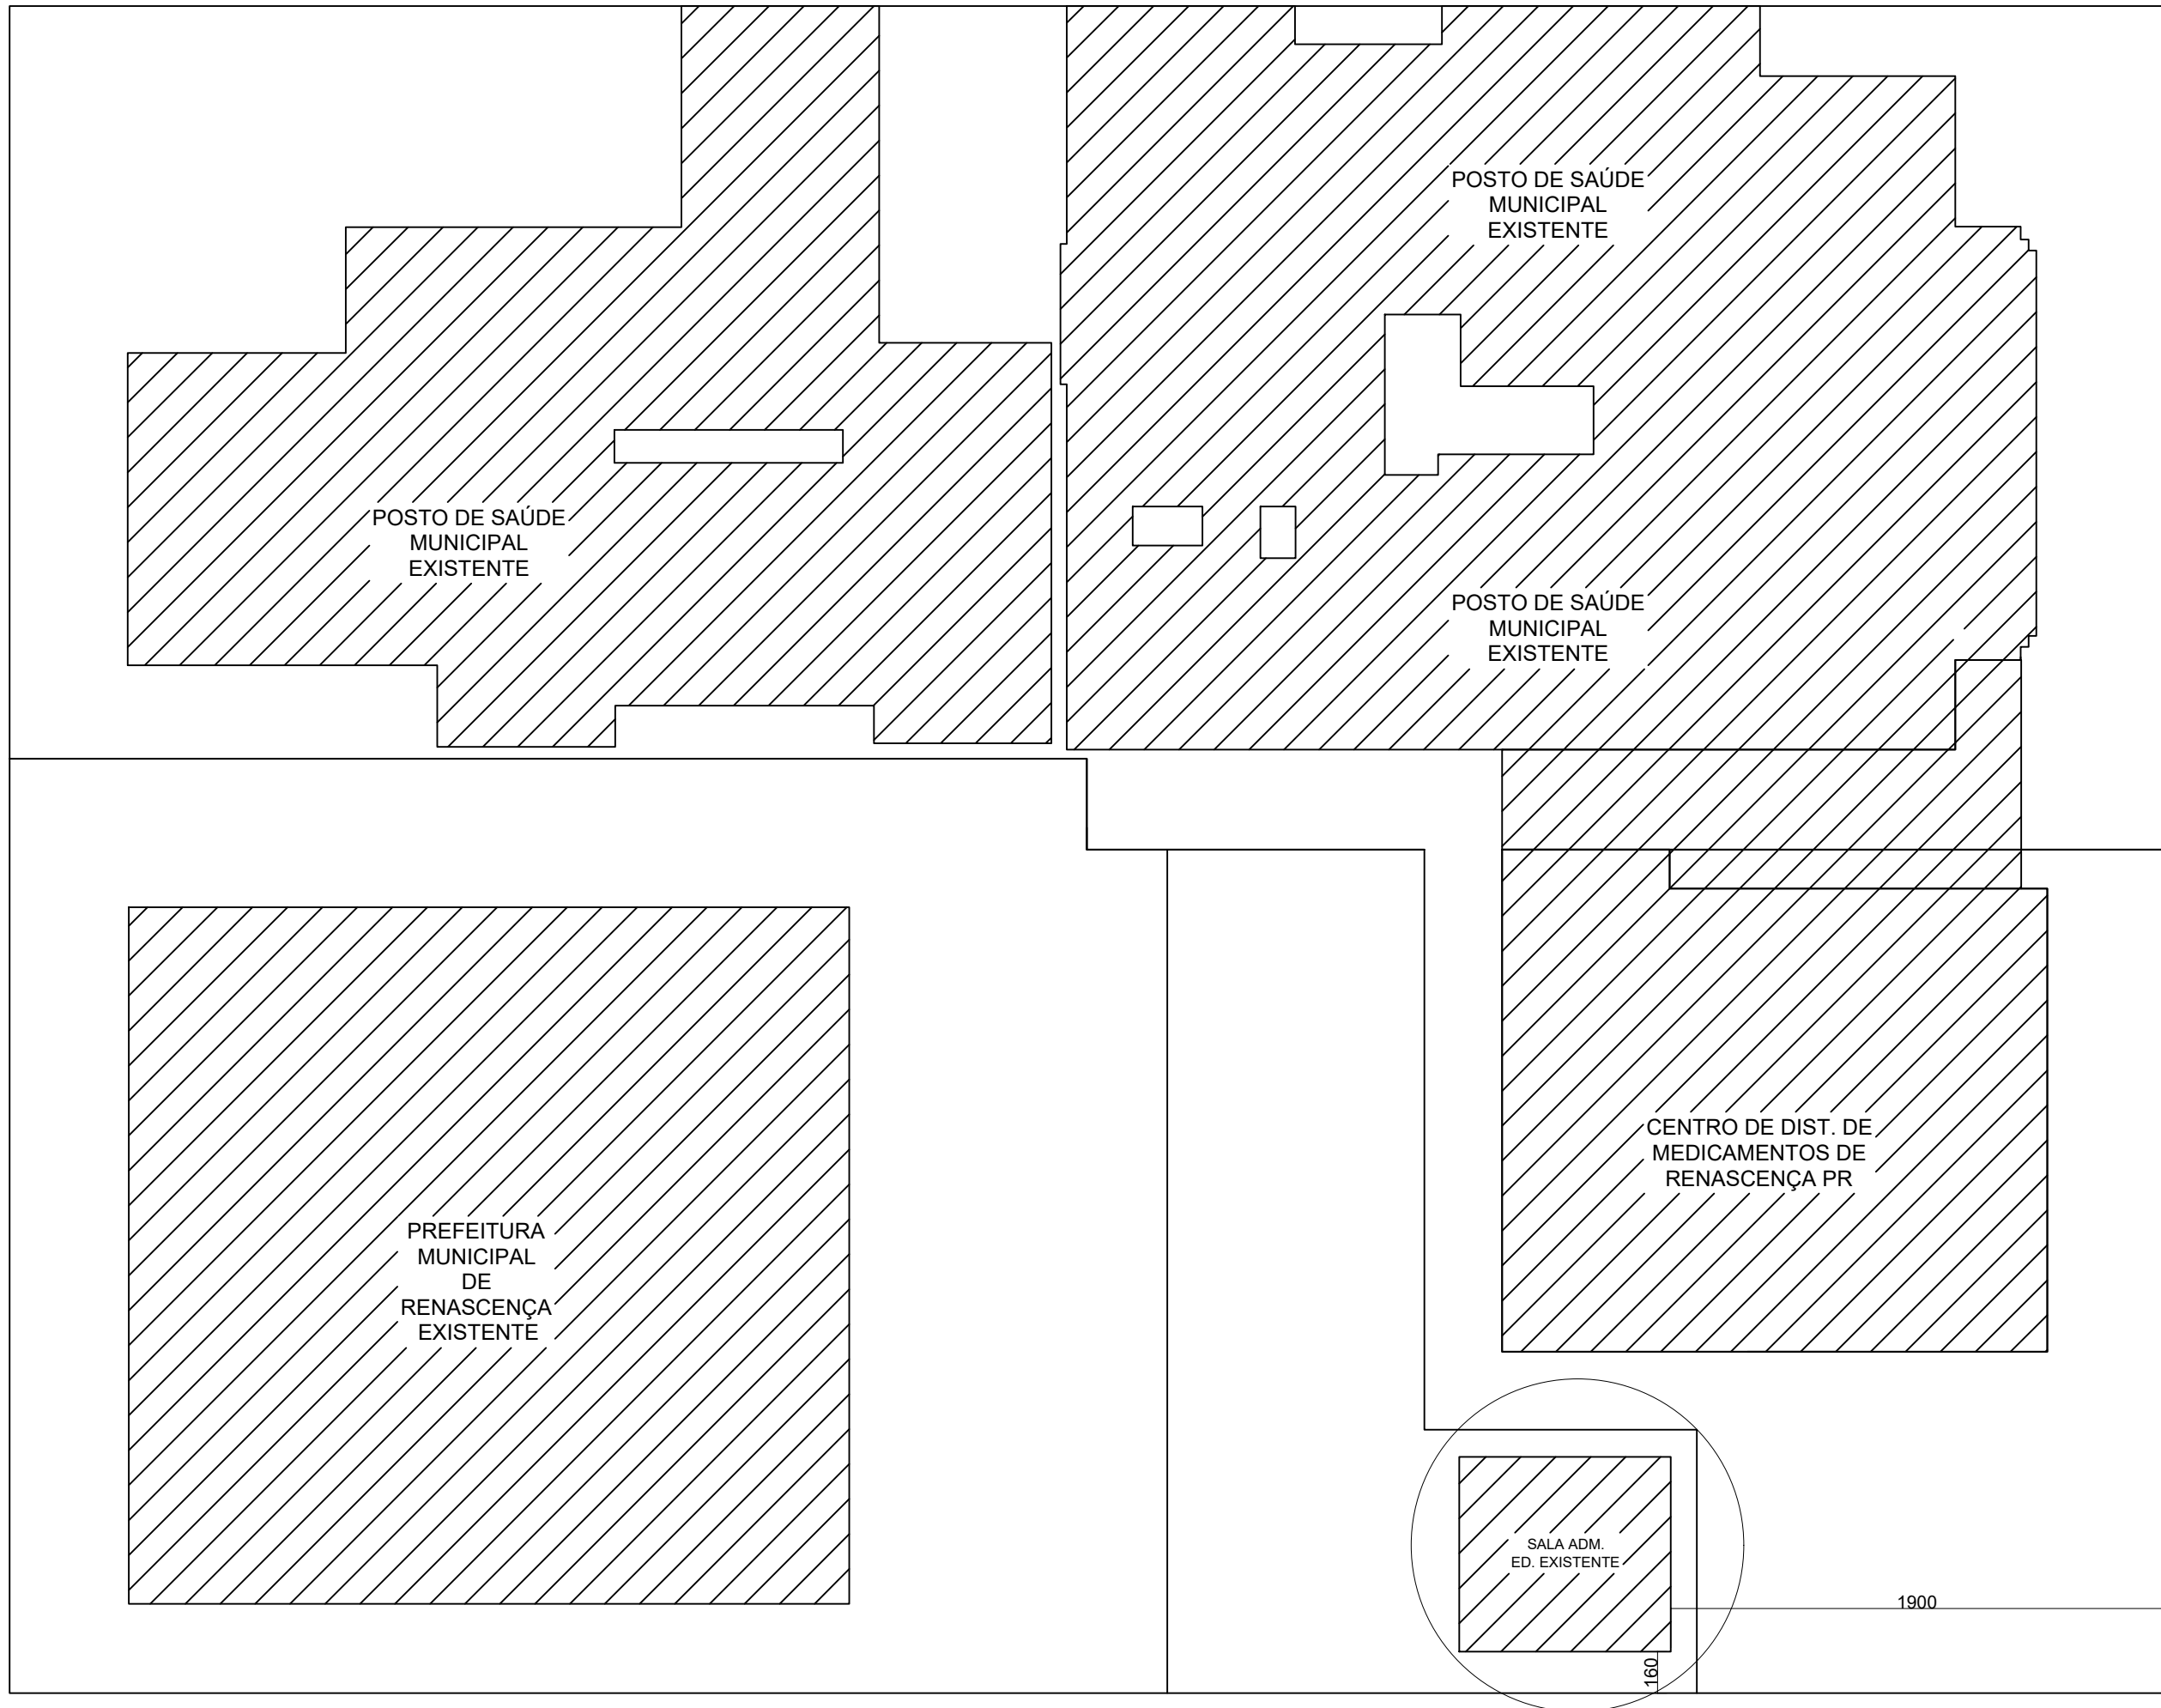 POSTO DE SAÚDE
MUNICIPAL
EXISTENTE
POSTO DE SAÚDE
MUNICIPAL
EXISTENTE
POSTO DE SAÚDE
MUNICIPAL
EXISTENTE
CENTRO DE DIST. DE
MEDICAMENTOS DE
RENASCENÇA PR
PREFEITURA
MUNICIPAL
DE
RENASCENÇA
EXISTENTE
SALA ADM.
ED. EXISTENTE
1900
160